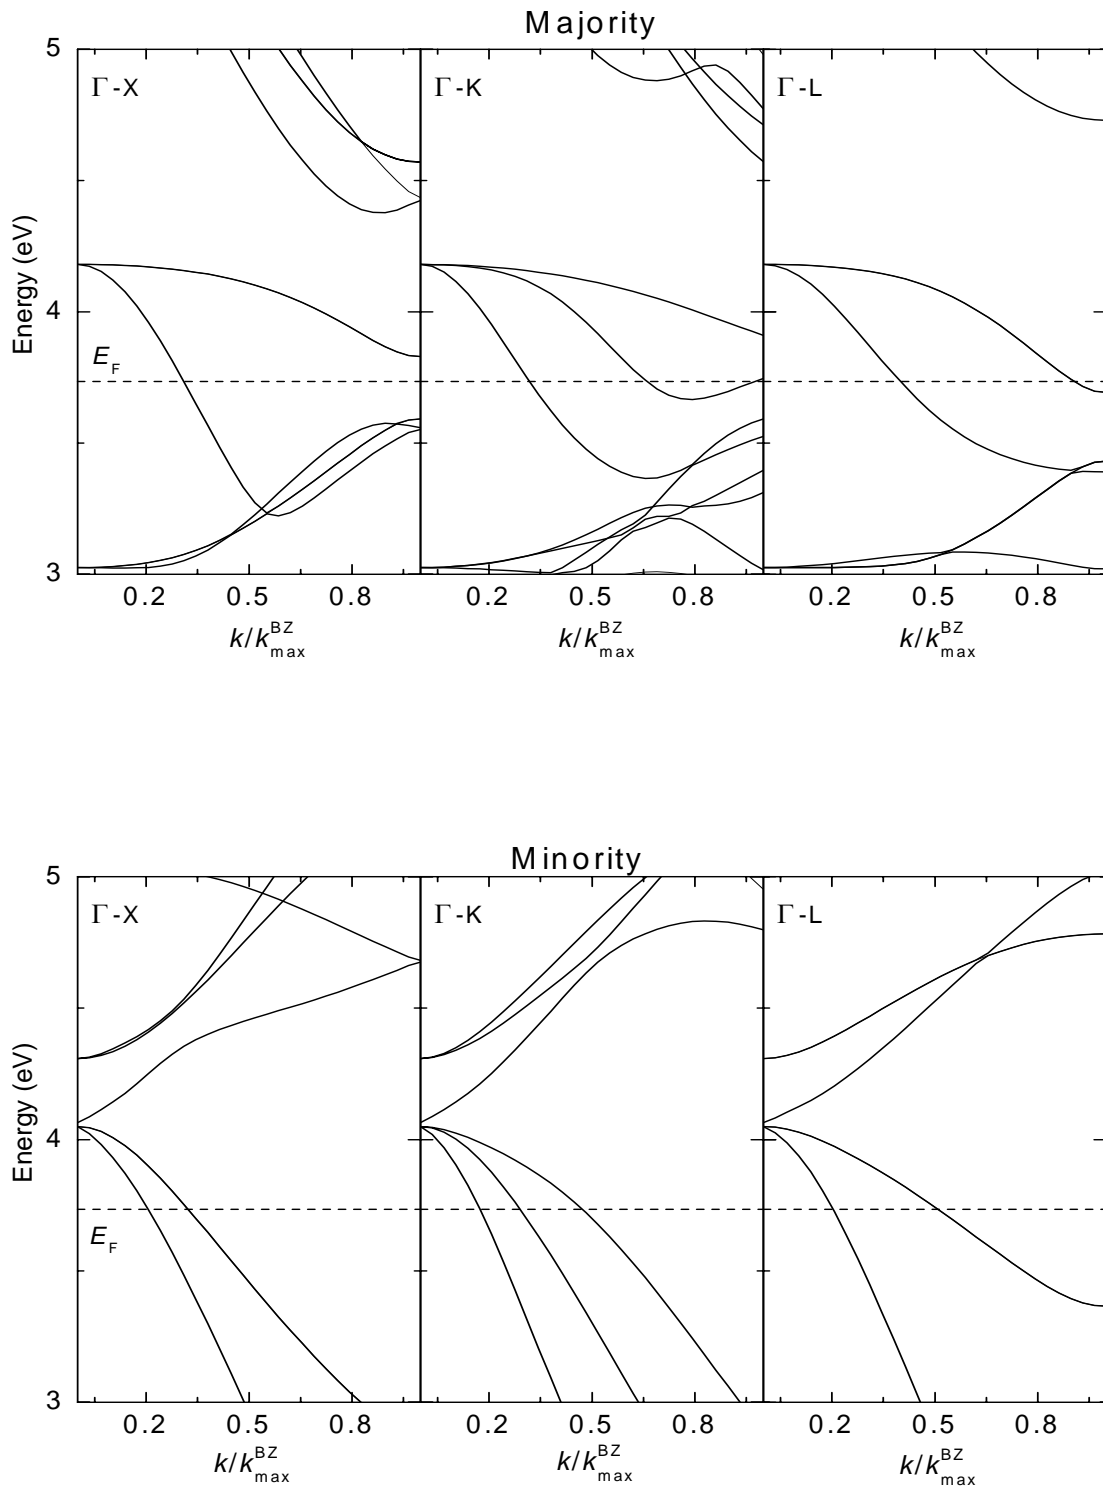 Majority
5
4
3
Energy (eV)
Γ-X
Γ-K
Γ-L
E_F
0.2 0.5 0.8
0.2 0.5 0.8
0.2 0.5 0.8
k/k_max^BZ
k/k_max^BZ
k/k_max^BZ
Minority
5
4
3
Energy (eV)
Γ-X
Γ-K
Γ-L
E_F
0.2 0.5 0.8
0.2 0.5 0.8
0.2 0.5 0.8
k/k_max^BZ
k/k_max^BZ
k/k_max^BZ